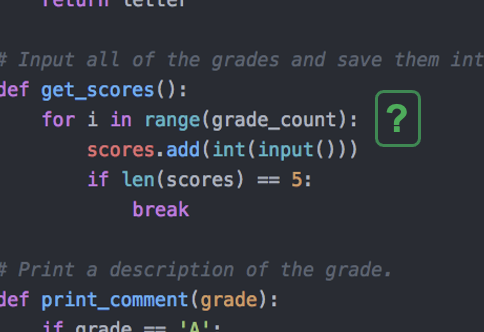 return letter
# Input all of the grades and save them int
def get_scores():
for i in range(grade_count):
?
scores.add(int(input()))
if len(scores) == 5:
break
# Print a description of the grade.
def print_comment(grade):
if grade == 'A':